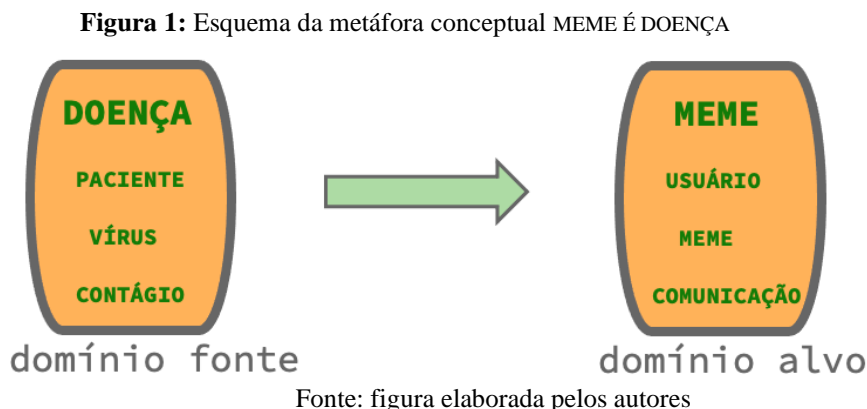 Figura 1: Esquema da metáfora conceptual MEME É DOENÇA
DOENÇA
PACIENTE
VÍRUS
CONTÁGIO
domínio fonte
MEME
USUÁRIO
MEME
COMUNICAÇÃO
domínio alvo
Fonte: figura elaborada pelos autores